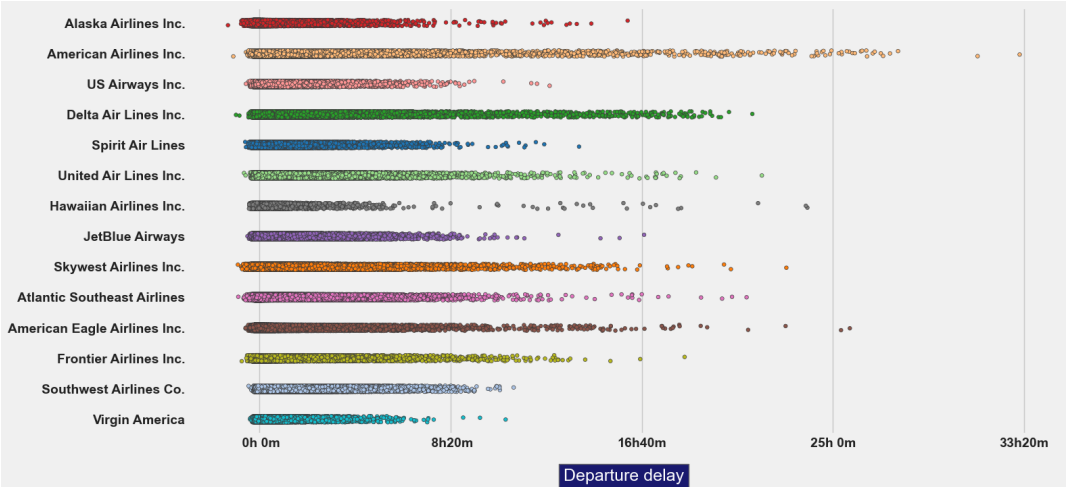 Alaska Airlines Inc.
American Airlines Inc.
US Airways Inc.
Delta Air Lines Inc.
Spirit Air Lines
United Air Lines Inc.
Hawaiian Airlines Inc.
JetBlue Airways
Skywest Airlines Inc.
Atlantic Southeast Airlines
American Eagle Airlines Inc.
Frontier Airlines Inc.
Southwest Airlines Co.
Virgin America
0h 0m 8h20m 16h40m 25h 0m 33h20m
Departure delay